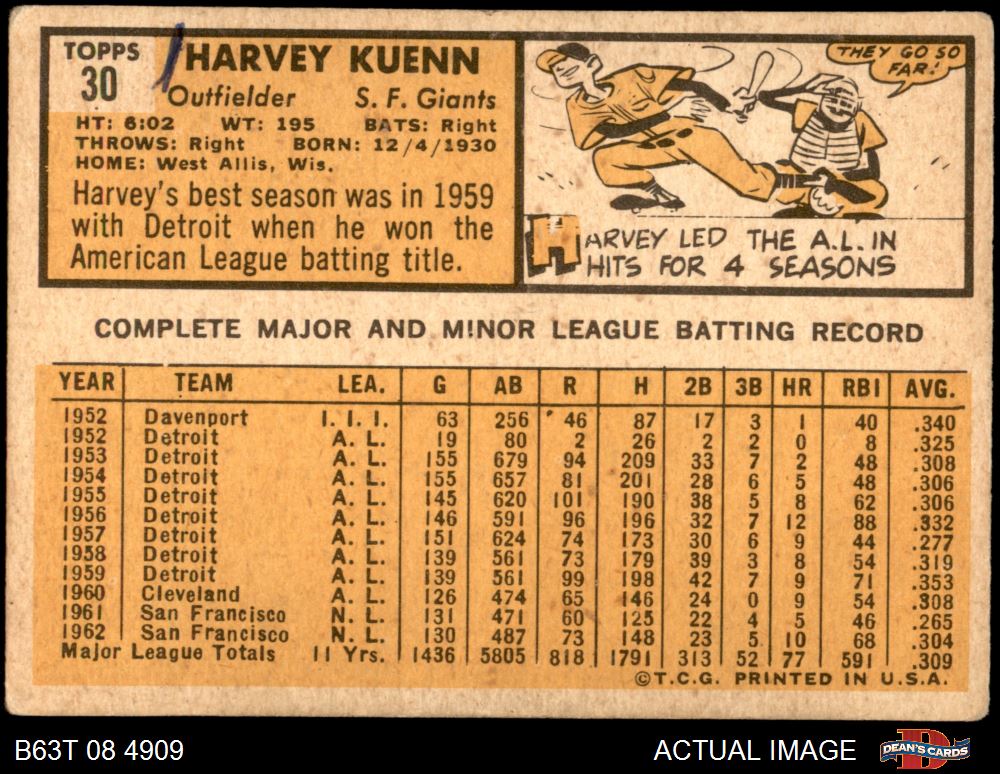 TOPPS
30
HARVEY KUENN
Outfielder S. F. Giants
HT: 6:02 WT: 195 BATS: Right
THROWS: Right BORN: 12/4/1930
HOME: West Allis, Wis.
Harvey's best season was in 1959
with Detroit when he won the
American League batting title.
THEY GO SO
FAR!
HARVEY LED THE A.L. IN
HITS FOR 4 SEASONS
COMPLETE MAJOR AND MINOR LEAGUE BATTING RECORD
YEAR TEAM LEA. G AB R H 2B 3B HR RBI AVG.
1952 Davenport I. I. I. 63 256 46 87 17 3 1 40 .340
1952 Detroit A. L. 19 80 2 26 2 2 0 8 .325
1953 Detroit A. L. 155 679 94 209 33 7 2 48 .308
1954 Detroit A. L. 155 657 81 201 28 6 5 48 .306
1955 Detroit A. L. 145 620 101 190 38 5 8 62 .306
1956 Detroit A. L. 146 591 96 196 32 7 12 88 .332
1957 Detroit A. L. 151 624 74 173 30 6 9 44 .277
1958 Detroit A. L. 139 561 73 179 39 3 8 54 .319
1959 Detroit A. L. 139 561 99 198 42 7 9 71 .353
1960 Cleveland A. L. 126 474 65 146 24 0 9 54 .308
1961 San Francisco N. L. 131 471 60 125 22 4 5 46 .265
1962 San Francisco N. L. 130 487 73 148 23 5 10 68 .304
Major League Totals 11 Yrs. 1436 5805 818 1791 313 52 77 591 .309
©T.C.G. PRINTED IN U.S.A.
B63T 08 4909 ACTUAL IMAGE DEAN'S CARDS